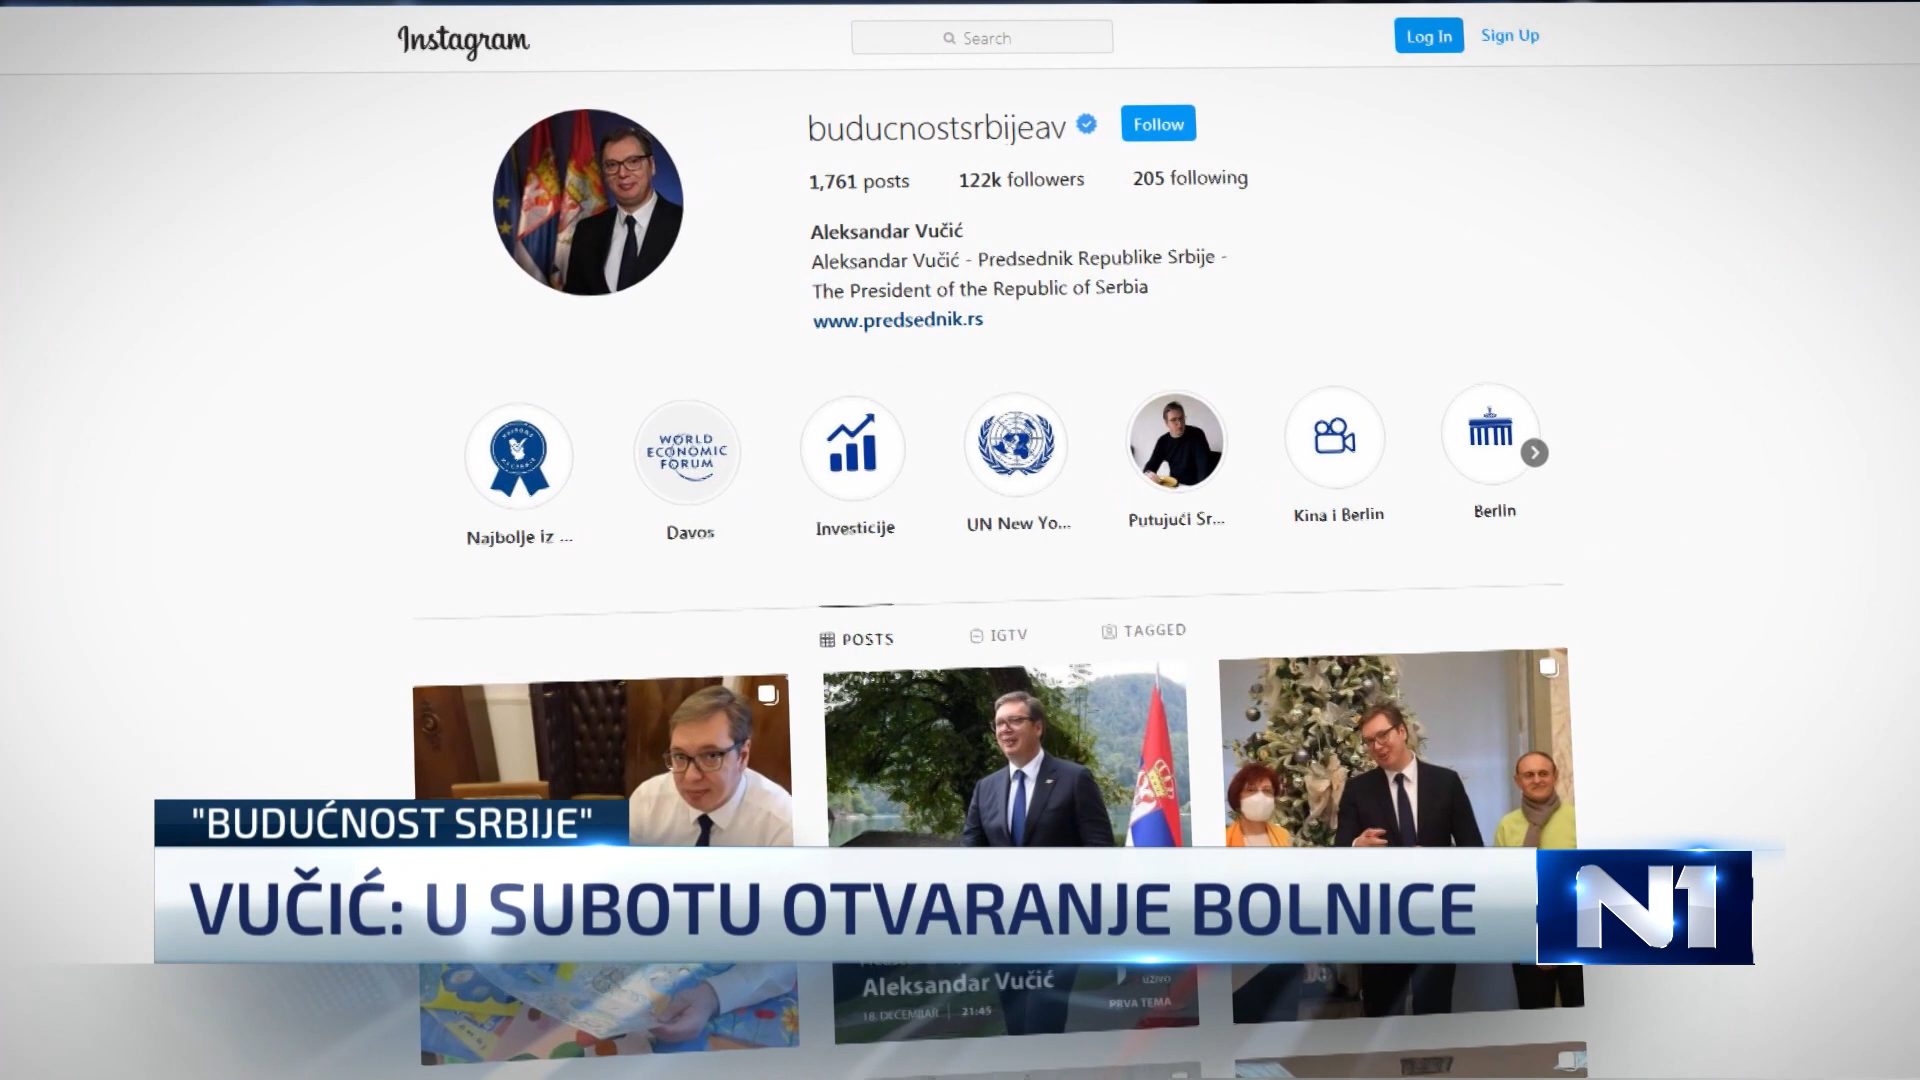 Instagram
Search
Log In
Sign Up
buducnostsrbijeav
Follow
1,761 posts
122k followers
205 following
Aleksandar Vučić
Aleksandar Vučić - Predsednik Republike Srbije -
The President of the Republic of Serbia
www.predsednik.rs
WORLD
ECONOMIC
FORUM
Najbolje iz ...
Davos
Investicije
UN New Yo...
Putujući Sr...
Kina i Berlin
Berlin
POSTS
IGTV
TAGGED
"BUDUĆNOST SRBIJE"
VUČIĆ: U SUBOTU OTVARANJE BOLNICE
N1
Aleksandar Vučić
18. DECEMBAR | 21:45
UŽIVO
PRVA TEMA